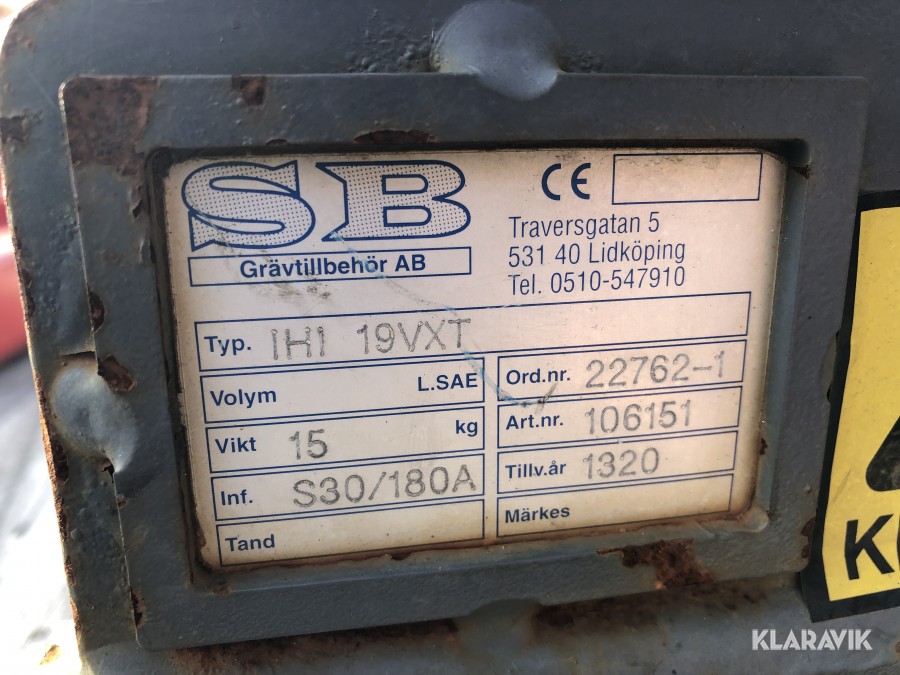 SB
Grävtillbehör AB
CE
Traversgatan 5
531 40 Lidköping
Tel. 0510-547910
Typ. IHI 19VXT
Volym L.SAE
Ord.nr. 22762-1
Vikt 15 kg
Art.nr. 106151
Inf. S30/180A
Tillv.år 1320
Tand
Märkes
K
KLARAVIK